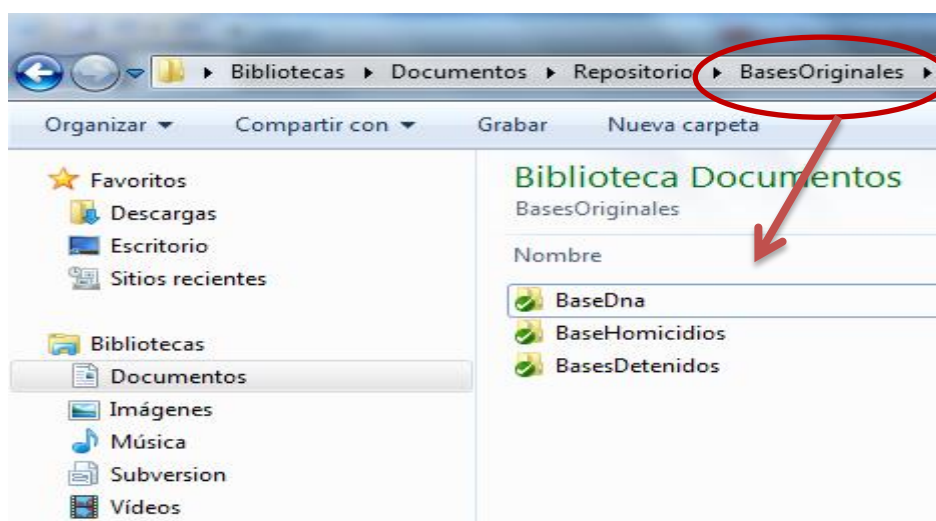 Bibliotecas Documentos Repositorio BasesOriginales
Organizar Compartir con Grabar Nueva carpeta
Favoritos
Descargas
Escritorio
Sitios recientes
Bibliotecas
Documentos
Imágenes
Música
Subversion
Vídeos
Biblioteca Documentos
BasesOriginales
Nombre
BaseDna
BaseHomicidios
BasesDetenidos